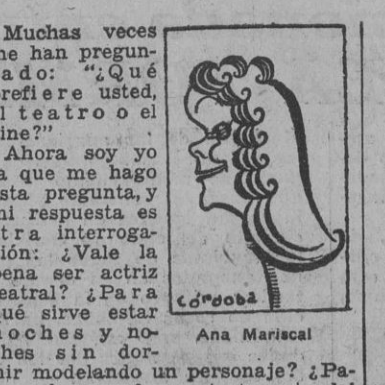 Muchas veces
me han pregun-
tado: “¿Qué
prefiere usted,
el teatro o el
cine?”
Ahora soy yo
la que me hago
esta pregunta, y
mi respuesta es
otra interroga-
ción: ¿Vale la
pena ser actriz
teatral? ¿Para
qué sirve estar
noches y no-
ches sin dor-
mir modelando un personaje? ¿Pa-
córdoba
Ana Mariscal